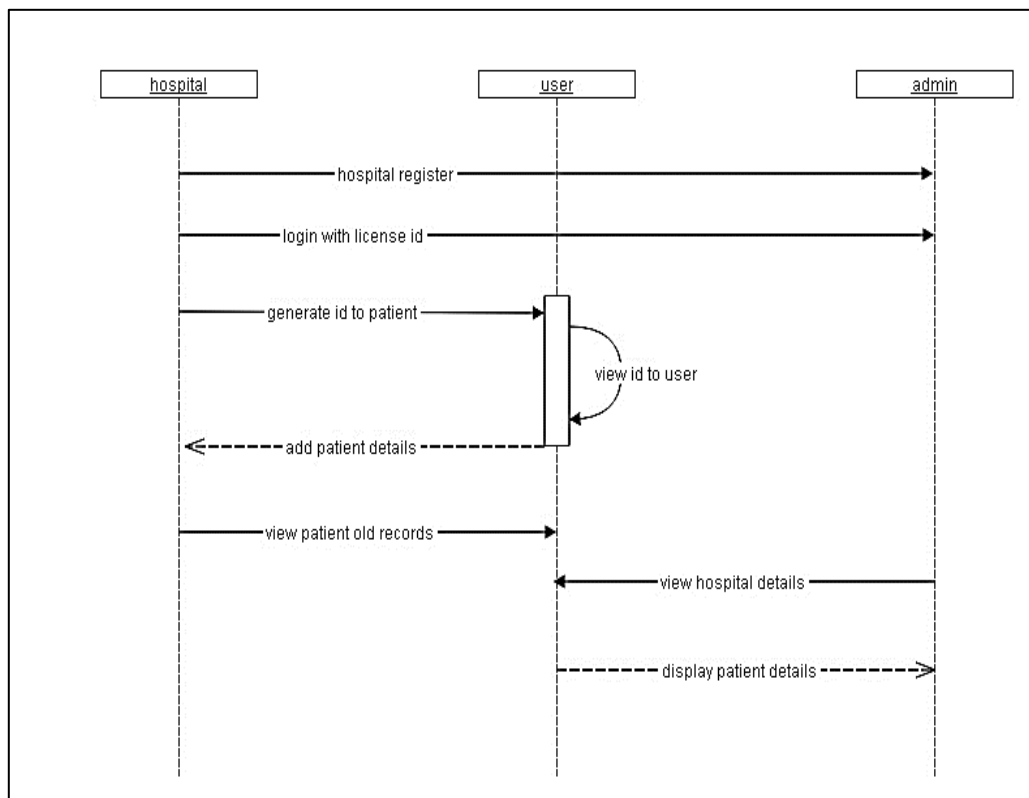 hospital
user
admin
hospital register
login with license id
generate id to patient
view id to user
add patient details
view patient old records
view hospital details
display patient details